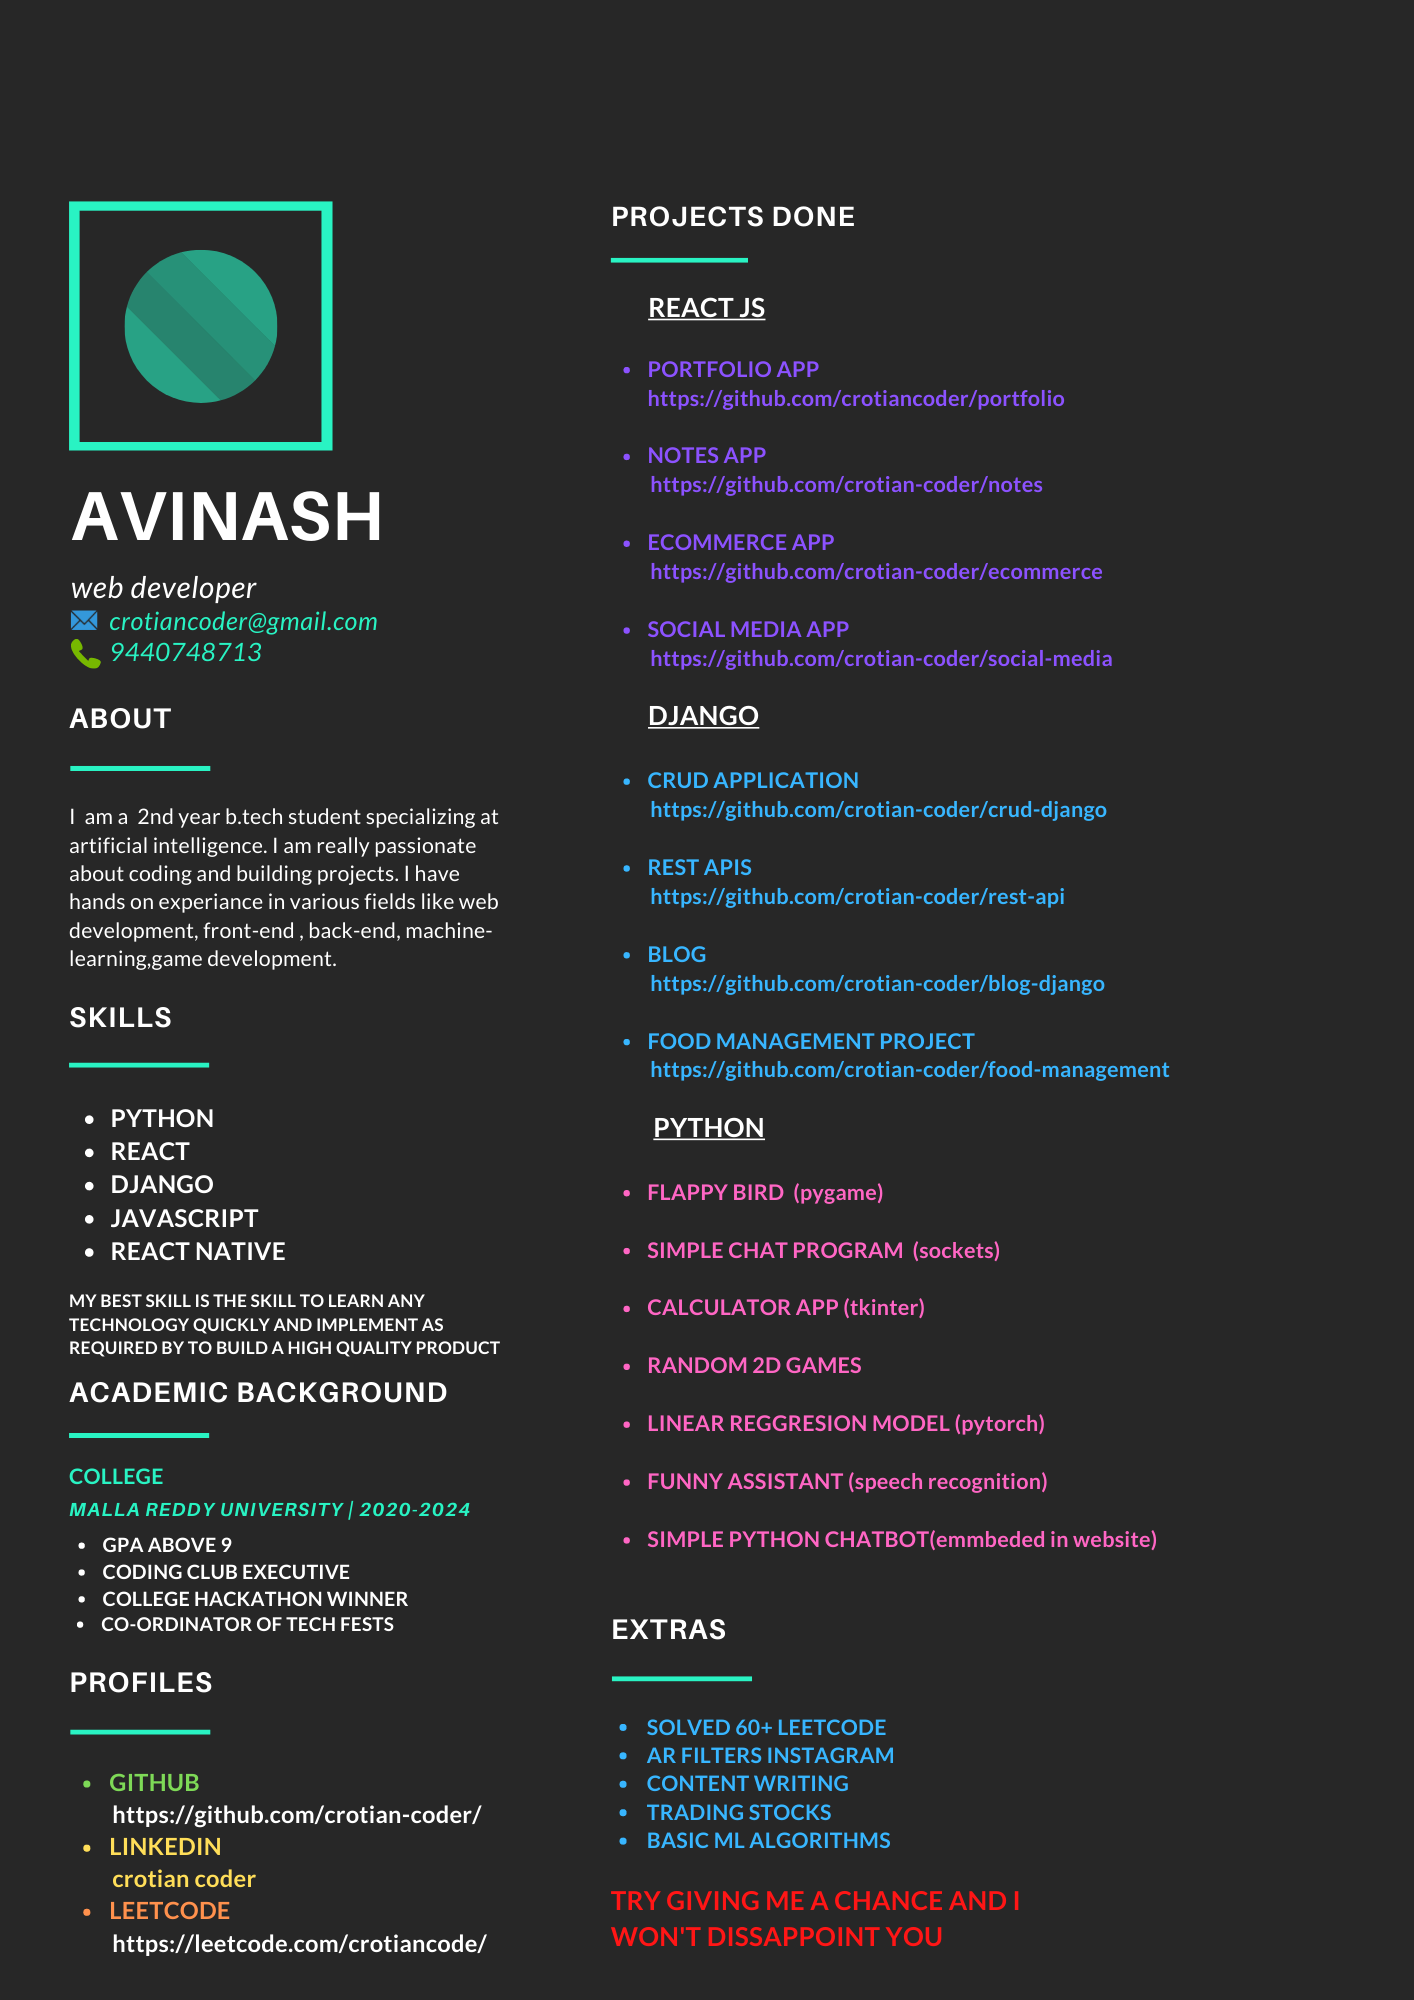 AVINASH
web developer
crotiancoder@gmail.com
9440748713
ABOUT
I am a 2nd year b.tech student specializing at
artificial intelligence. I am really passionate
about coding and building projects. I have
hands on experiance in various fields like web
development, front-end , back-end, machine-
learning,game development.
SKILLS
PYTHON
REACT
DJANGO
JAVASCRIPT
REACT NATIVE
MY BEST SKILL IS THE SKILL TO LEARN ANY
TECHNOLOGY QUICKLY AND IMPLEMENT AS
REQUIRED BY TO BUILD A HIGH QUALITY PRODUCT
ACADEMIC BACKGROUND
COLLEGE
MALLA REDDY UNIVERSITY | 2020-2024
GPA ABOVE 9
CODING CLUB EXECUTIVE
COLLEGE HACKATHON WINNER
CO-ORDINATOR OF TECH FESTS
PROFILES
GITHUB
https://github.com/crotian-coder/
LINKEDIN
crotian coder
LEETCODE
https://leetcode.com/crotiancode/
PROJECTS DONE
REACT JS
PORTFOLIO APP
https://github.com/crotiancoder/portfolio
NOTES APP
https://github.com/crotian-coder/notes
ECOMMERCE APP
https://github.com/crotian-coder/ecommerce
SOCIAL MEDIA APP
https://github.com/crotian-coder/social-media
DJANGO
CRUD APPLICATION
https://github.com/crotian-coder/crud-django
REST APIS
https://github.com/crotian-coder/rest-api
BLOG
https://github.com/crotian-coder/blog-django
FOOD MANAGEMENT PROJECT
https://github.com/crotian-coder/food-management
PYTHON
FLAPPY BIRD (pygame)
SIMPLE CHAT PROGRAM (sockets)
CALCULATOR APP (tkinter)
RANDOM 2D GAMES
LINEAR REGGRESION MODEL (pytorch)
FUNNY ASSISTANT (speech recognition)
SIMPLE PYTHON CHATBOT(emmbeded in website)
EXTRAS
SOLVED 60+ LEETCODE
AR FILTERS INSTAGRAM
CONTENT WRITING
TRADING STOCKS
BASIC ML ALGORITHMS
TRY GIVING ME A CHANCE AND I
WON'T DISSAPPOINT YOU